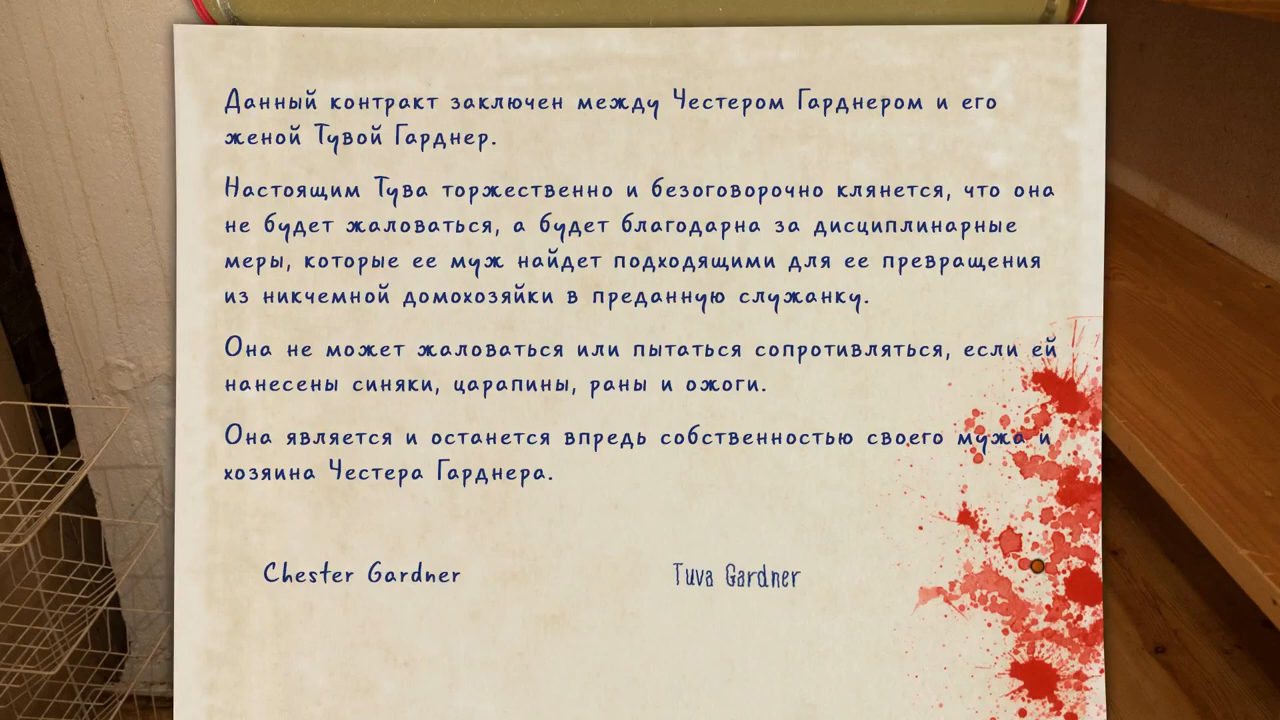 Данный контракт заключен между Честером Гарднером и его
женой Тувой Гарднер.
Настоящим Тува торжественно и безоговорочно клянется, что она
не будет жаловаться, а будет благодарна за дисциплинарные
меры, которые ее муж найдет подходящими для ее превращения
из никчемной домохозяйки в преданную служанку.
Она не может жаловаться или пытаться сопротивляться, если ей
нанесены синяки, царапины, раны и ожоги.
Она является и останется впредь собственностью своего мужа и
хозяина Честера Гарднера.
Chester Gardner
Tuva Gardner